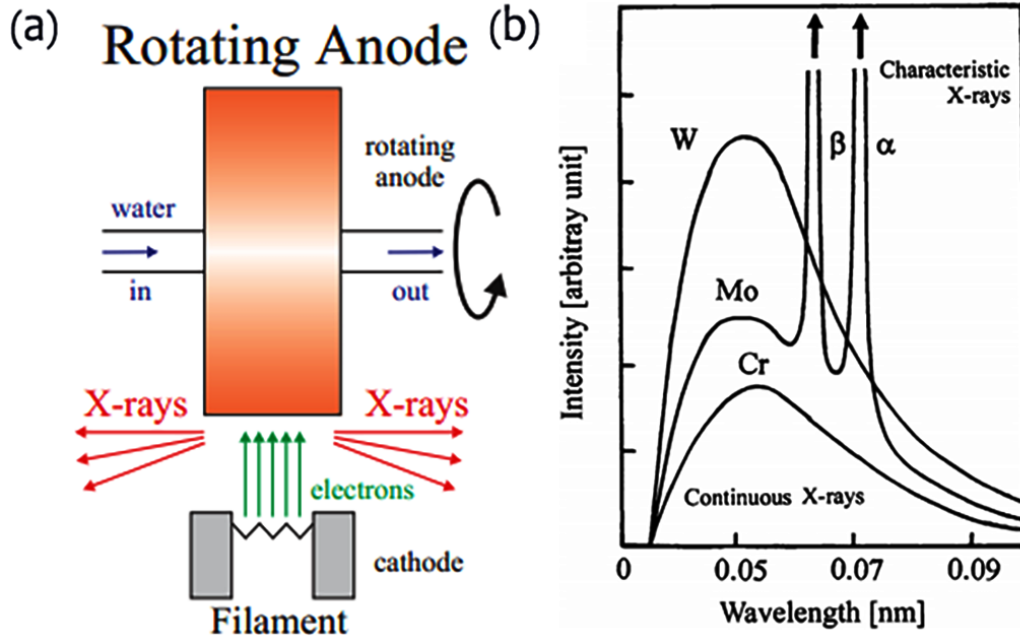 (a)
Rotating Anode
rotating
anode
water
in
out
X-rays
X-rays
electrons
cathode
Filament
(b)
Characteristic
X-rays
W
β
α
Mo
Cr
Continuous X-rays
Intensity [arbitray unit]
0
0.05
0.07
0.09
Wavelength [nm]